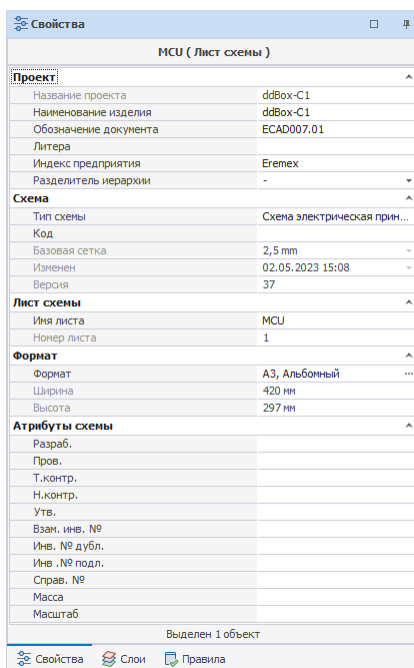 Свойства
MCU ( Лист схемы )
Проект
Название проекта ddBox-C1
Наименование изделия ddBox-C1
Обозначение документа ECAD007.01
Литера
Индекс предприятия Eremex
Разделитель иерархии -
Схема
Тип схемы Схема электрическая прин...
Код
Базовая сетка 2,5 mm
Изменен 02.05.2023 15:08
Версия 37
Лист схемы
Имя листа MCU
Номер листа 1
Формат
Формат А3, Альбомный ...
Ширина 420 мм
Высота 297 мм
Атрибуты схемы
Разраб.
Пров.
Т.контр.
Н.контр.
Утв.
Взам. инв. №
Инв. № дубл.
Инв .№ подл.
Справ. №
Масса
Масштаб
Выделен 1 объект
Свойства Слои Правила